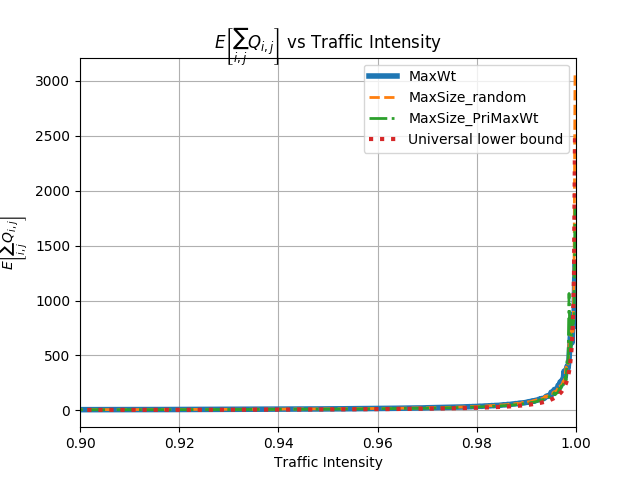 E[∑_{i,j} Q_{i,j}] vs Traffic Intensity
MaxWt
MaxSize_random
MaxSize_PriMaxWt
Universal lower bound
3000
2500
2000
1500
1000
500
0
E[∑_{i,j} Q_{i,j}]
0.90 0.92 0.94 0.96 0.98 1.00
Traffic Intensity